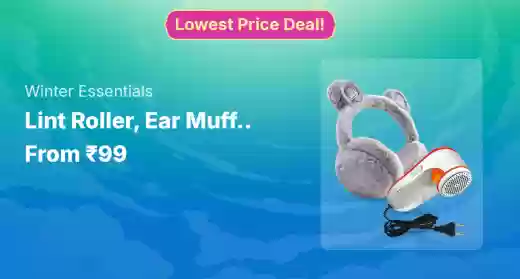 Lowest Price Deal!
Winter Essentials
Lint Roller, Ear Muff..
From ₹99